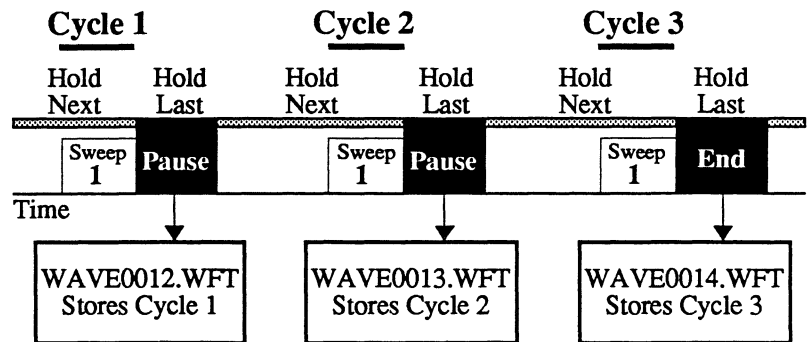 Cycle 1 Cycle 2 Cycle 3
Hold Hold Hold Hold Hold Hold
Next Last Next Last Next Last
Sweep Sweep Sweep
1 Pause 1 Pause 1 End
Time
WAVE0012.WFT WAVE0013.WFT WAVE0014.WFT
Stores Cycle 1 Stores Cycle 2 Stores Cycle 3